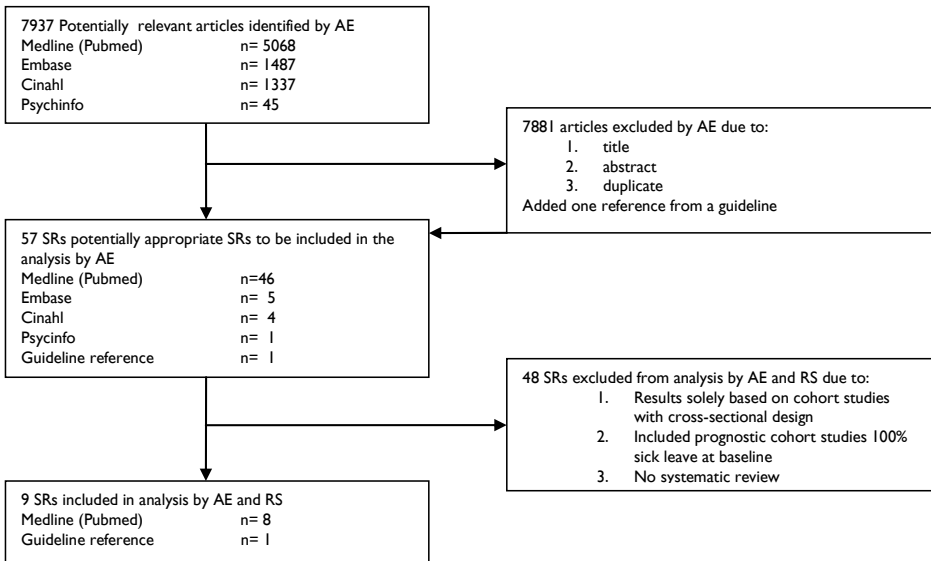 7937 Potentially relevant articles identified by AE
Medline (Pubmed) n= 5068
Embase n= 1487
Cinahl n= 1337
Psychinfo n= 45
7881 articles excluded by AE due to:
1. title
2. abstract
3. duplicate
Added one reference from a guideline
57 SRs potentially appropriate SRs to be included in the
analysis by AE
Medline (Pubmed) n=46
Embase n= 5
Cinahl n= 4
Psycinfo n= 1
Guideline reference n= 1
48 SRs excluded from analysis by AE and RS due to:
1. Results solely based on cohort studies
with cross-sectional design
2. Included prognostic cohort studies 100%
sick leave at baseline
3. No systematic review
9 SRs included in analysis by AE and RS
Medline (Pubmed) n= 8
Guideline reference n= 1